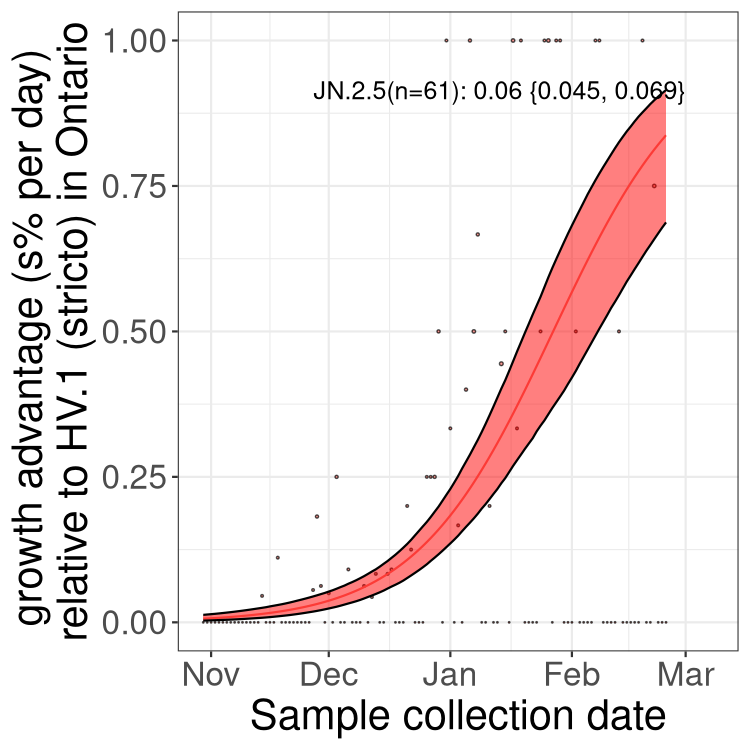 growth advantage (s% per day)
relative to HV.1 (stricto) in Ontario
1.00
0.75
0.50
0.25
0.00
JN.2.5(n=61): 0.06 {0.045, 0.069}
Nov Dec Jan Feb Mar
Sample collection date